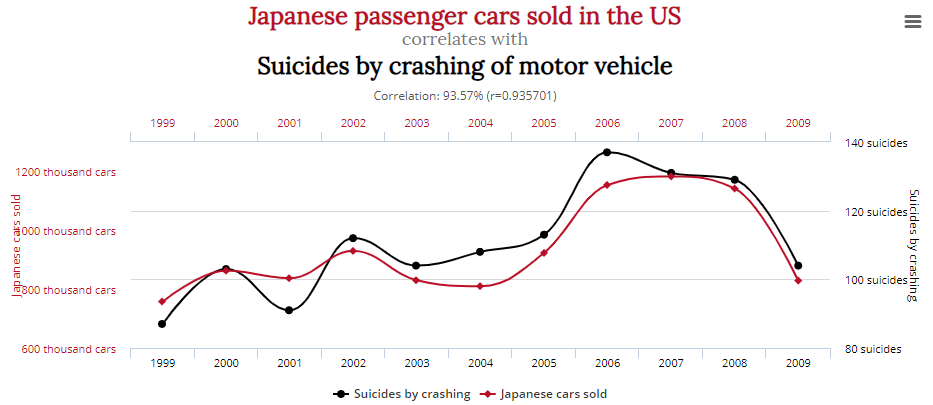 Japanese passenger cars sold in the US
correlates with
Suicides by crashing of motor vehicle
Correlation: 93.57% (r=0.935701)
1999 2000 2001 2002 2003 2004 2005 2006 2007 2008 2009
140 suicides
1200 thousand cars
120 suicides
1000 thousand cars
100 suicides
800 thousand cars
600 thousand cars
80 suicides
Japanese cars sold
Suicides by crashing
1999 2000 2001 2002 2003 2004 2005 2006 2007 2008 2009
Suicides by crashing Japanese cars sold